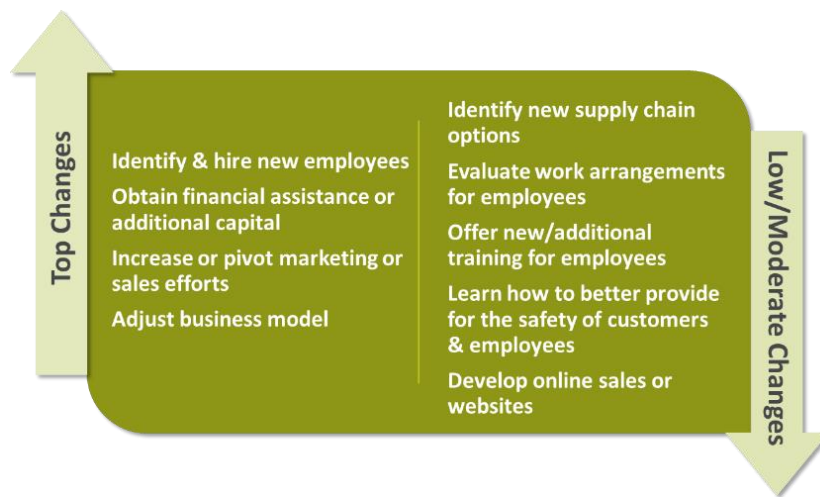 Top Changes
Identify & hire new employees
Obtain financial assistance or
additional capital
Increase or pivot marketing or
sales efforts
Adjust business model
Identify new supply chain
options
Evaluate work arrangements
for employees
Offer new/additional
training for employees
Learn how to better provide
for the safety of customers
& employees
Develop online sales or
websites
Low/Moderate Changes